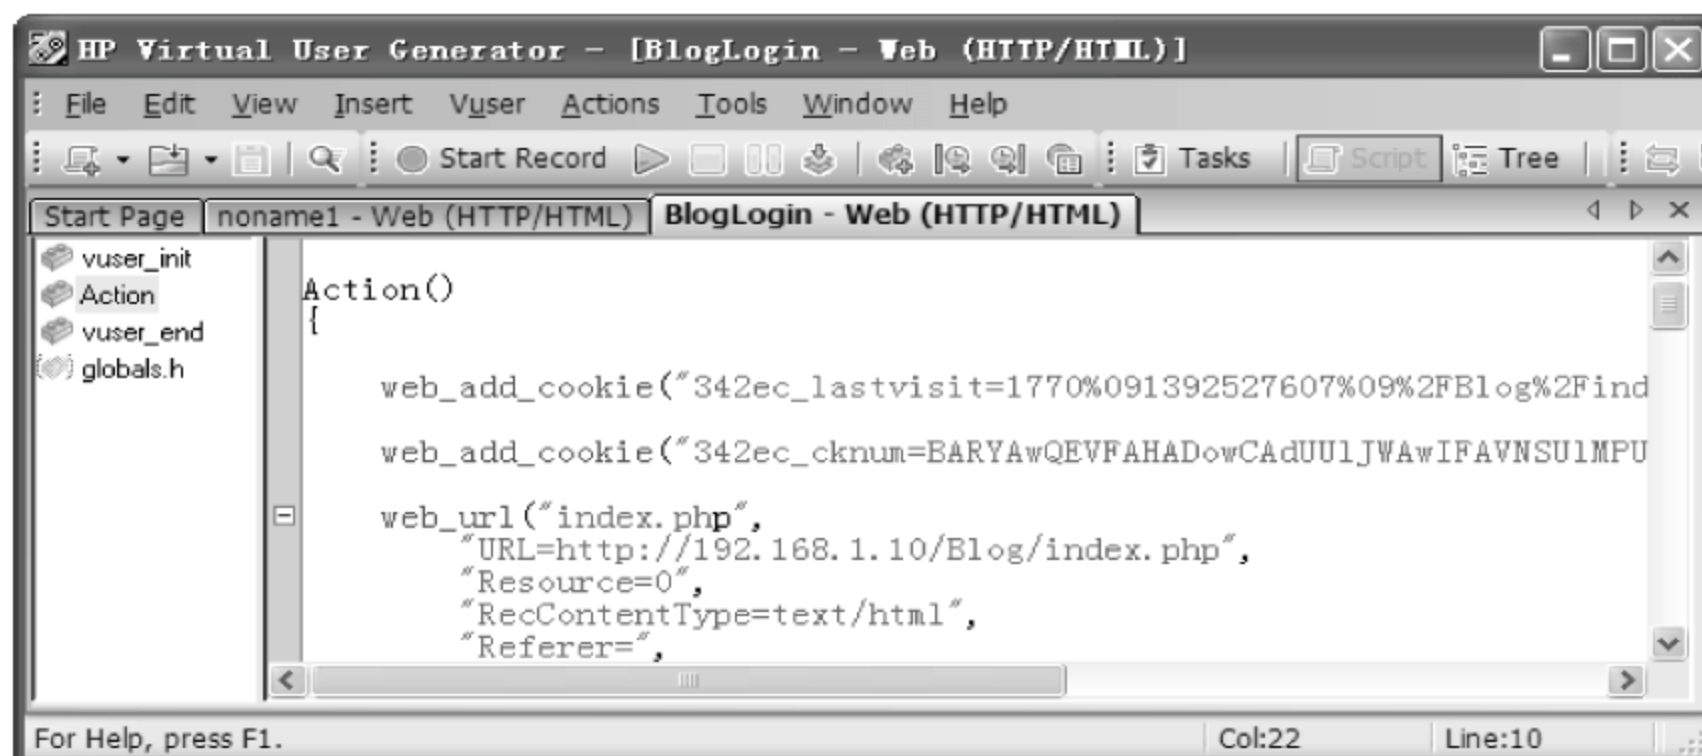 HP Virtual User Generator - [BlogLogin - Web (HTTP/HTML)]
File Edit View Insert Vuser Actions Tools Window Help
Start Record Tasks Script Tree
Start Page noname1 - Web (HTTP/HTML) BlogLogin - Web (HTTP/HTML)
vuser_init
Action
vuser_end
globals.h
Action()
{
web_add_cookie("342ec_lastvisit=1770%091392527607%09%2FBlog%2Find
web_add_cookie("342ec_cknum=BARYAwQEVFAHADowCAdUUlJWAwIFAVNSUlMPU
web_url("index.php",
"URL=http://192.168.1.10/Blog/index.php",
"Resource=0",
"RecContentType=text/html",
"Referer=",
For Help, press F1.
Col:22
Line:10